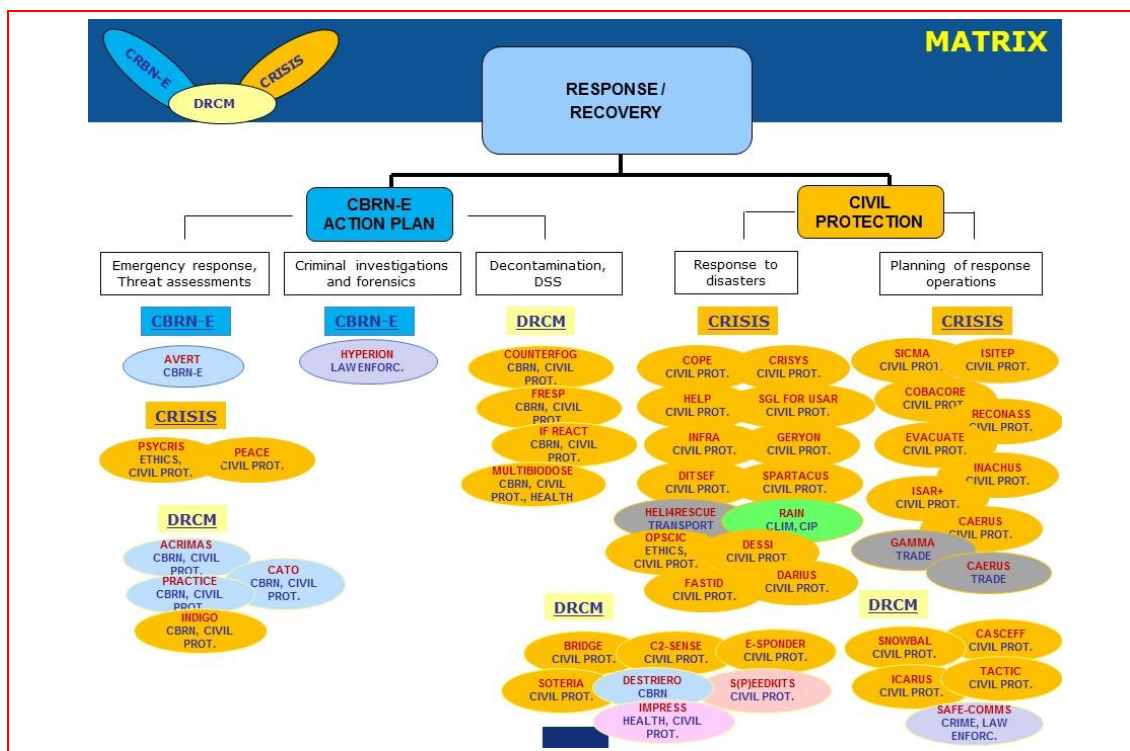 CRBN-E
CRISIS
DRCM
MATRIX
RESPONSE/
RECOVERY
CBRN-E
ACTION PLAN
CIVIL
PROTECTION
Emergency response,
Threat assessments
Criminal investigations
and forensics
Decontamination,
DSS
Response to
disasters
Planning of response
operations
CBRN-E
AVERT
CBRN-E
CRISIS
PSYCRIS
ETHICS,
CIVIL PROT.
PEACE
CIVIL PROT.
DRCM
ACRIMAS
CBRN, CIVIL
PROT.
PRACTICE
CBRN, CIVIL
PROT.
CATO
CBRN, CIVIL
PROT.
INDIGO
CBRN, CIVIL
PROT.
CBRN-E
HYPERION
LAW ENFORC.
DRCM
COUNTERFOG
CBRN, CIVIL
PROT.
FRESP
CBRN, CIVIL
PROT.
IF REACT
CBRN, CIVIL
PROT.
MULTIBIODOSE
CBRN, CIVIL
PROT., HEALTH
CRISIS
COPE
CIVIL PROT.
CRISYS
CIVIL PROT.
HELP
CIVIL PROT.
SGL FOR USAR
CIVIL PROT.
INFRA
CIVIL PROT.
GERYON
CIVIL PROT.
DITSEF
CIVIL PROT.
SPARTACUS
CIVIL PROT.
HELI4RESCUE
TRANSPORT
RAIN
CLIM, CIP
OPSCIC
ETHICS,
CIVIL PROT.
DESSI
CIVIL PROT.
FASTID
CIVIL PROT.
DARIUS
CIVIL PROT.
DRCM
BRIDGE
CIVIL PROT.
C2-SENSE
CIVIL PROT.
E-SPONDER
CIVIL PROT.
SOTERIA
CIVIL PROT.
DESTRIERO
CBRN
S(P)EEDKITS
CIVIL PROT.
IMPRESS
HEALTH, CIVIL
PROT.
CRISIS
SICMA
CIVIL PROT.
ISITEP
CIVIL PROT.
COBACORE
CIVIL PROT.
RECONASS
CIVIL PROT.
EVACUATE
CIVIL PROT.
INACHUS
CIVIL PROT.
ISAR+
CIVIL PROT.
CAERUS
CIVIL PROT.
GAMMA
TRADE
CAERUS
TRADE
DRCM
SNOWBAL
CIVIL PROT.
CASCEFF
CIVIL PROT.
ICARUS
CIVIL PROT.
TACTIC
CIVIL PROT.
SAFE-COMMS
CRIME, LAW
ENFORC.